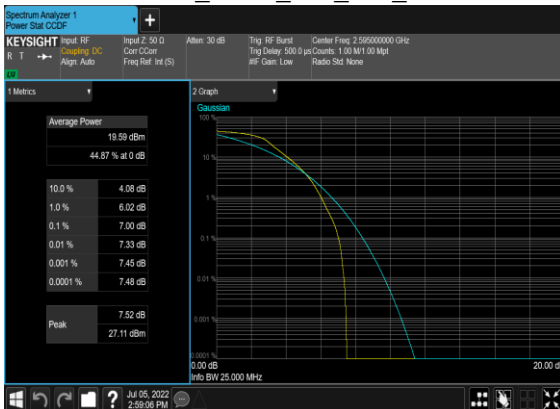 Spectrum Analyzer 1
Power Stat CCDF
KEYSIGHT
R T
Input: RF
Coupling: DC
Align: Auto
Input Z: 50 Ω
Corr CCorr
Freq Ref: Int (S)
Atten: 30 dB
Trig: RF Burst
Trig Delay: 500.0 µs
#IF Gain: Low
Center Freq: 2.595000000 GHz
Counts: 1.00 M/1.00 Mpt
Radio Std: None
1 Metrics
Average Power
19.59 dBm
44.87 % at 0 dB
10.0 % 4.08 dB
1.0 % 6.02 dB
0.1 % 7.00 dB
0.01 % 7.33 dB
0.001 % 7.45 dB
0.0001 % 7.48 dB
Peak
7.52 dB
27.11 dBm
2 Graph
Gaussian
100 %
10 %
1 %
0.1 %
0.01 %
0.001 %
0.0001 %
0.00 dB
20.00 d
Info BW 25.000 MHz
Jul 05, 2022
2:59:06 PM